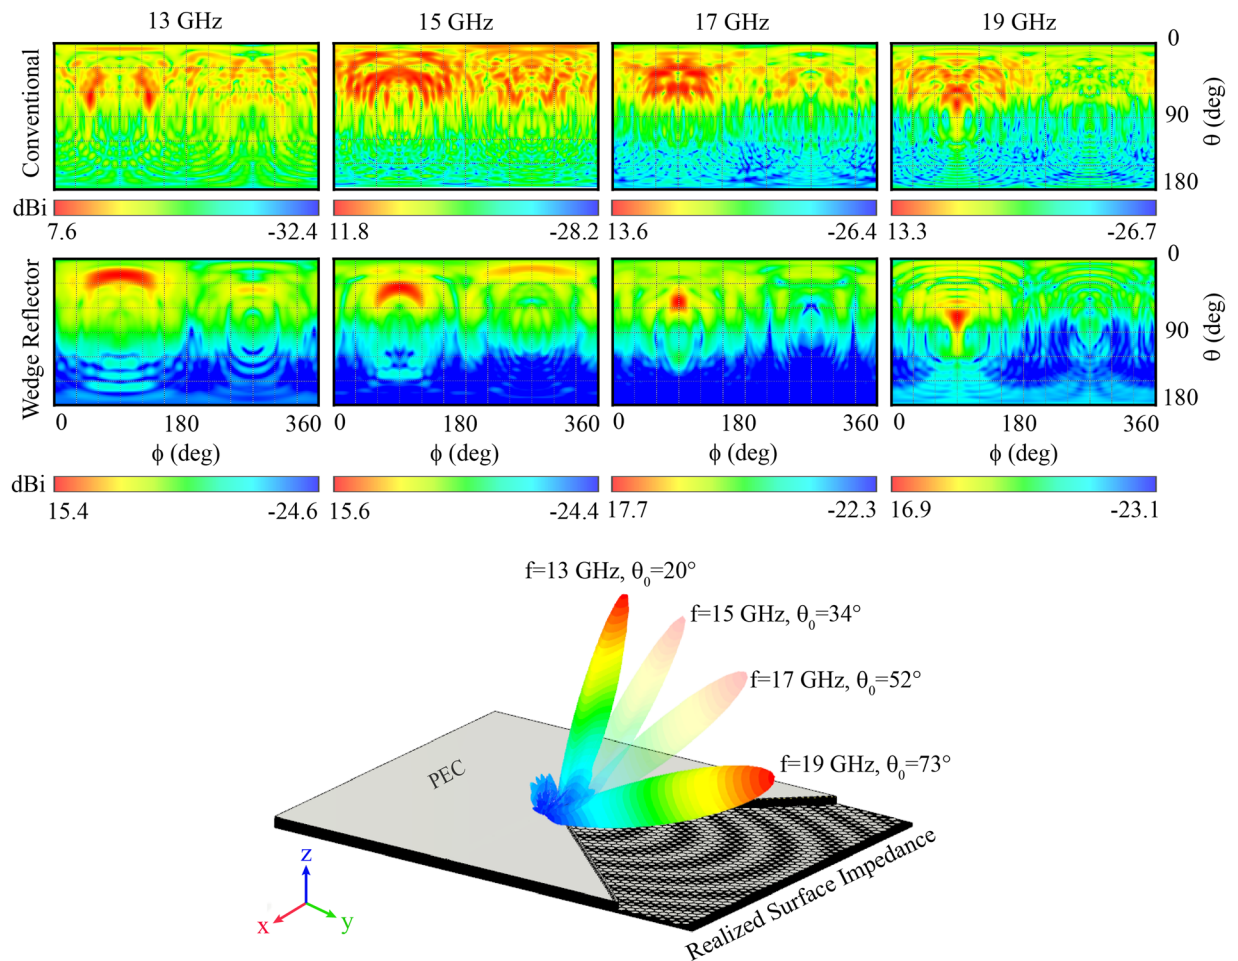 13 GHz 15 GHz 17 GHz 19 GHz
Conventional
0
90
180
θ (deg)
dBi
7.6 -32.4 11.8 -28.2 13.6 -26.4 13.3 -26.7
Wedge Reflector
0
90
180
θ (deg)
0 180 360 0 180 360 0 180 360 0 180 360
ϕ (deg) ϕ (deg) ϕ (deg) ϕ (deg)
dBi
15.4 -24.6 15.6 -24.4 17.7 -22.3 16.9 -23.1
f=13 GHz, θ₀=20°
f=15 GHz, θ₀=34°
f=17 GHz, θ₀=52°
f=19 GHz, θ₀=73°
PEC
Realized Surface Impedance
z
x
y